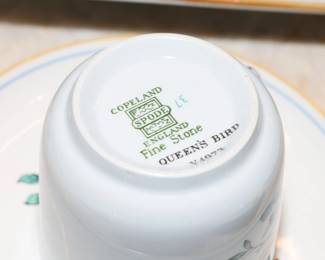 COPELAND
SPODE
ENGLAND
Fine Stone
QUEEN'S BIRD